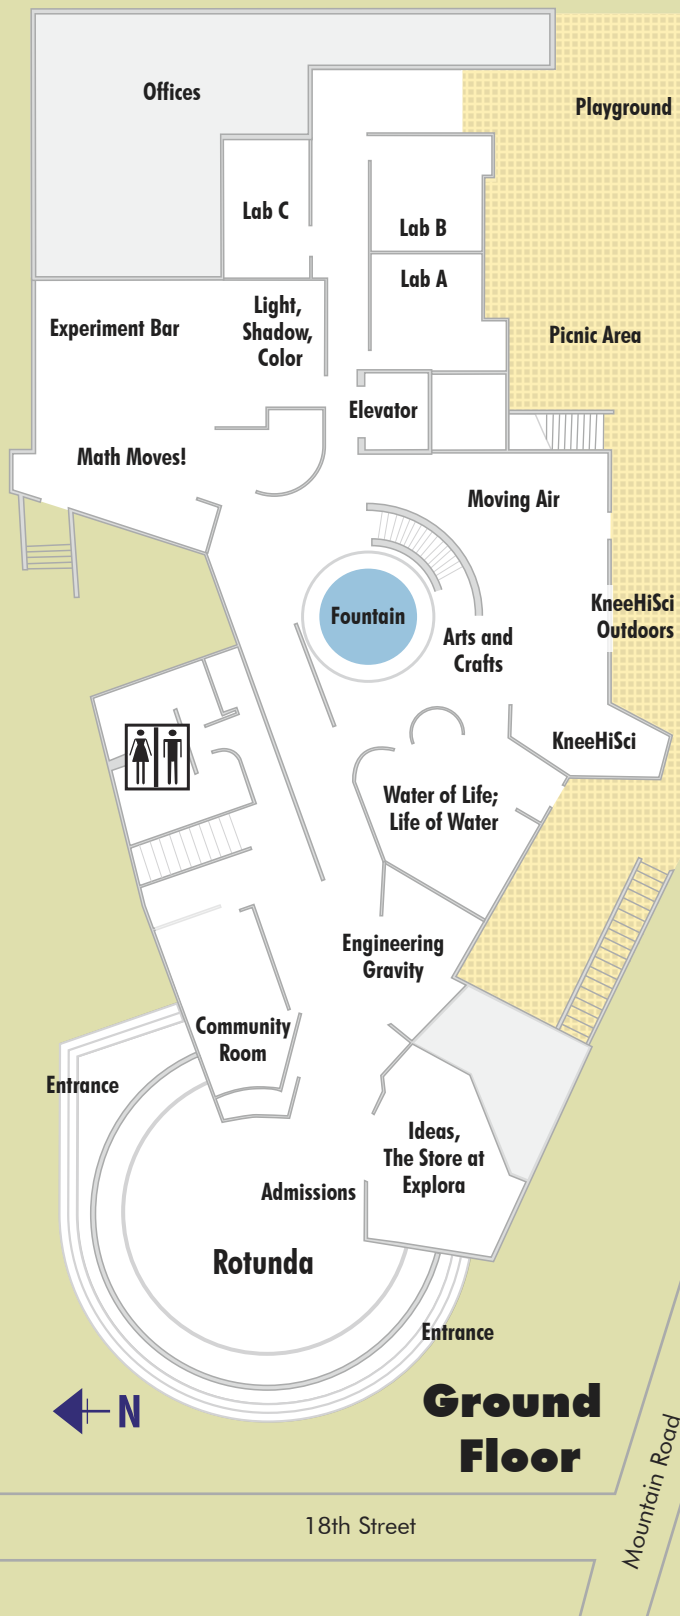 Offices
Playground
Lab C
Lab B
Lab A
Light,
Shadow,
Color
Experiment Bar
Picnic Area
Elevator
Math Moves!
Moving Air
Fountain
KneeHiSci
Outdoors
Arts and
Crafts
KneeHiSci
Water of Life;
Life of Water
Engineering
Gravity
Community
Room
Entrance
Ideas,
The Store at
Explora
Admissions
Rotunda
Entrance
N
Ground
Floor
18th Street
Mountain Road